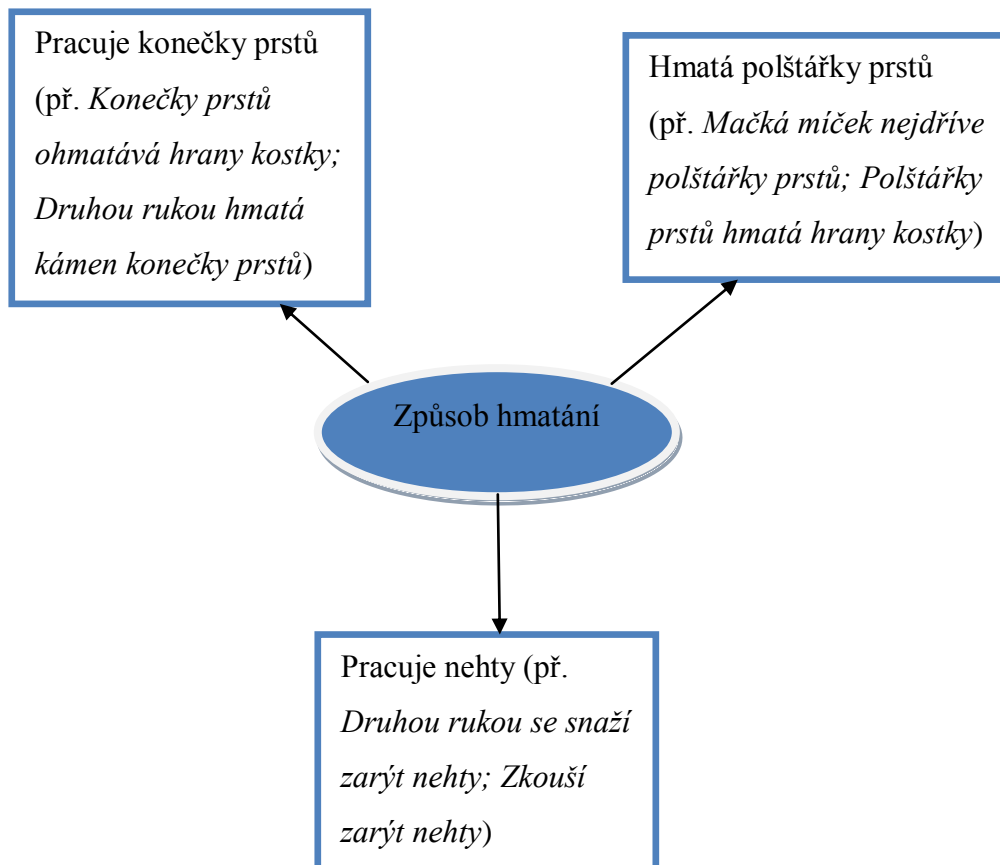 Pracuje konečky prstů
(př. Konečky prstů
ohmatává hrany kostky;
Druhou rukou hmatá
kámen konečky prstů)
Hmatá polštářky prstů
(př. Mačká míček nejdříve
polštářky prstů; Polštářky
prstů hmatá hrany kostky)
Způsob hmatání
Pracuje nehty (př.
Druhou rukou se snaží
zarýt nehty; Zkouší
zarýt nehty)